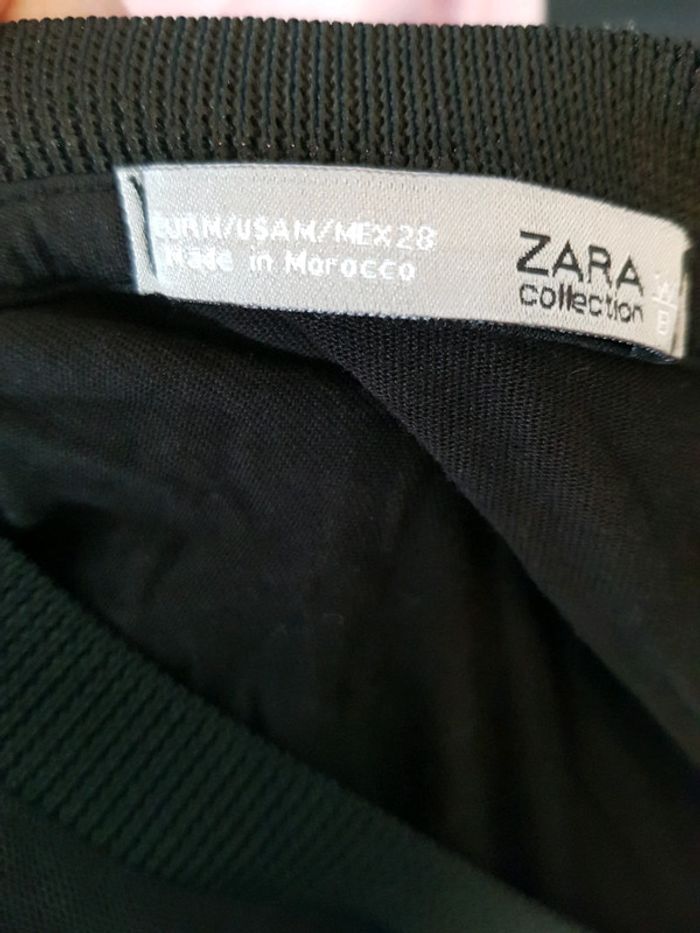 EUR M/USA M/MEX 28
Made in Morocco
ZARA
collection